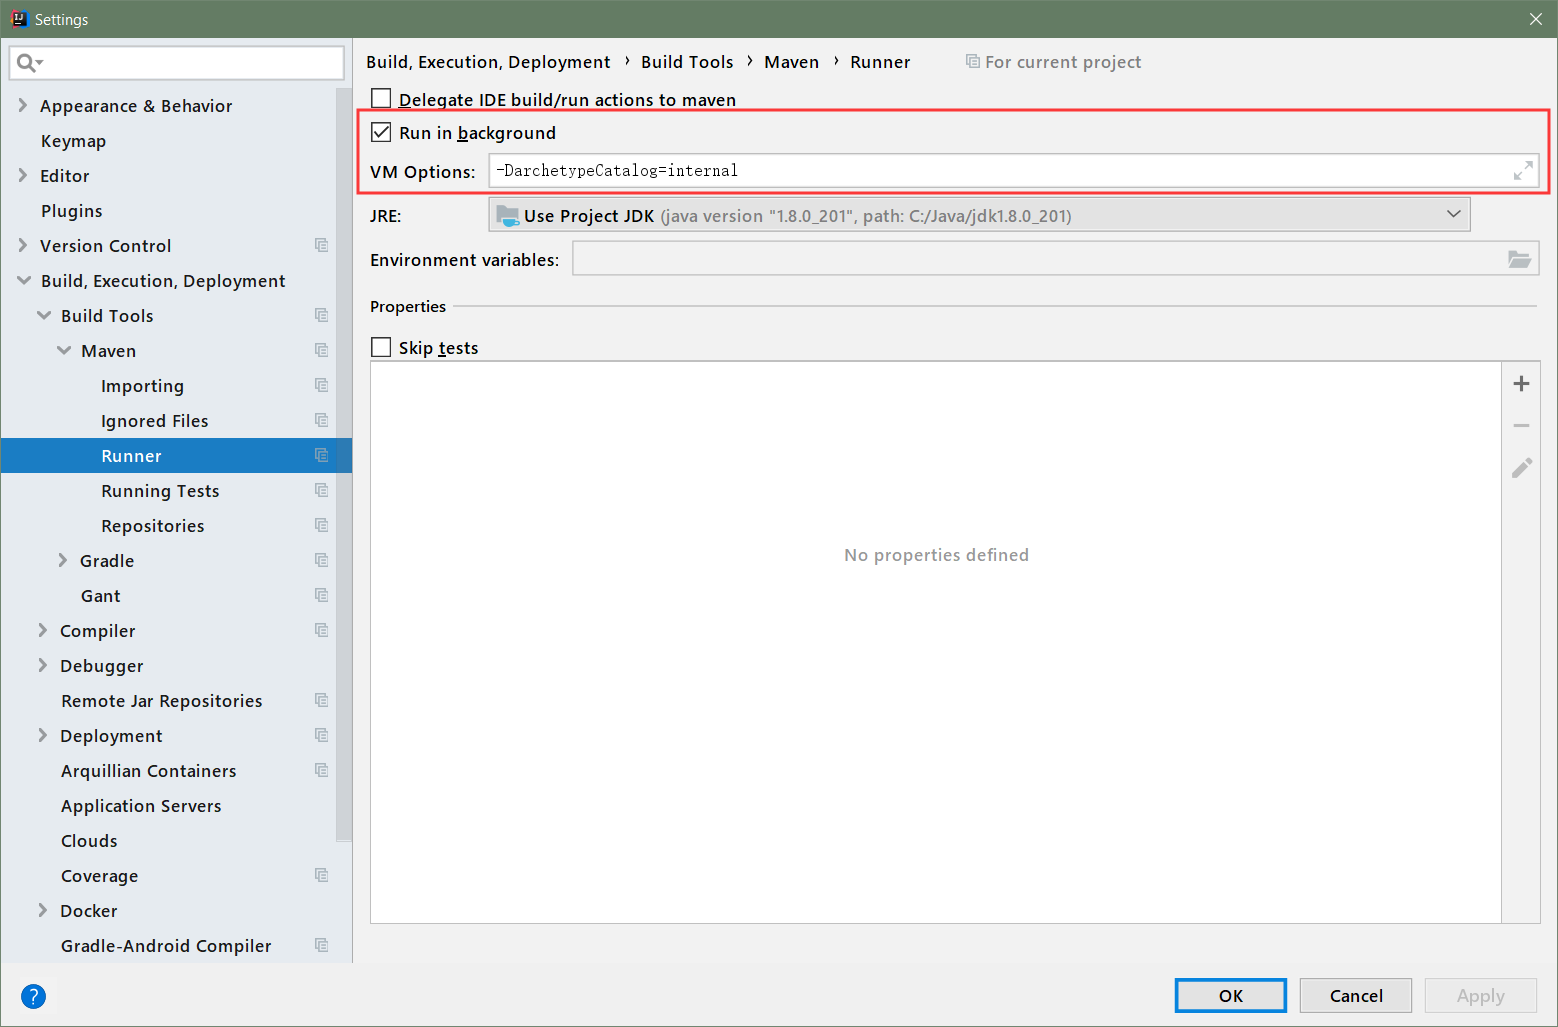 Settings
Appearance & Behavior
Keymap
Editor
Plugins
Version Control
Build, Execution, Deployment
Build Tools
Maven
Importing
Ignored Files
Runner
Running Tests
Repositories
Gradle
Gant
Compiler
Debugger
Remote Jar Repositories
Deployment
Arquillian Containers
Application Servers
Clouds
Coverage
Docker
Gradle-Android Compiler
Build, Execution, Deployment › Build Tools › Maven › Runner For current project
Delegate IDE build/run actions to maven
Run in background
VM Options: -DarchetypeCatalog=internal
JRE: Use Project JDK (java version "1.8.0_201", path: C:/Java/jdk1.8.0_201)
Environment variables:
Properties
Skip tests
No properties defined
? OK Cancel Apply